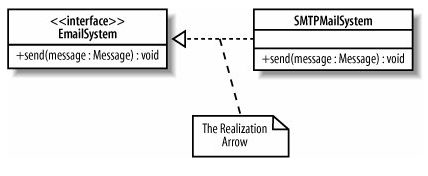 <<interface>>
EmailSystem
+send(message : Message) : void
SMTPMailSystem
+send(message : Message) : void
The Realization
Arrow